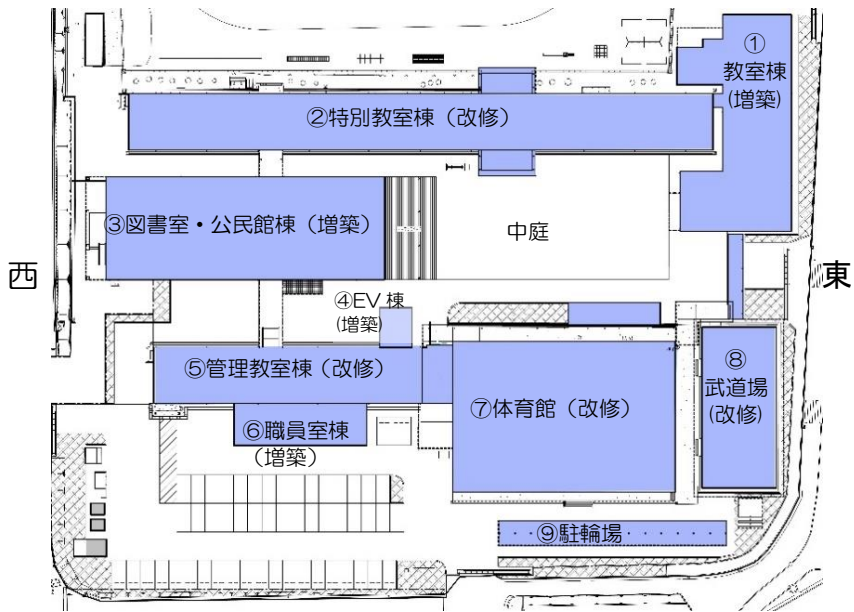 ①
教室棟
(増築)
②特別教室棟（改修）
③図書室・公民館棟（増築）
中庭
西
東
④EV 棟
(増築)
⑤管理教室棟（改修）
⑥職員室棟
（増築）
⑦体育館（改修）
⑧
武道場
(改修)
⑨駐輪場